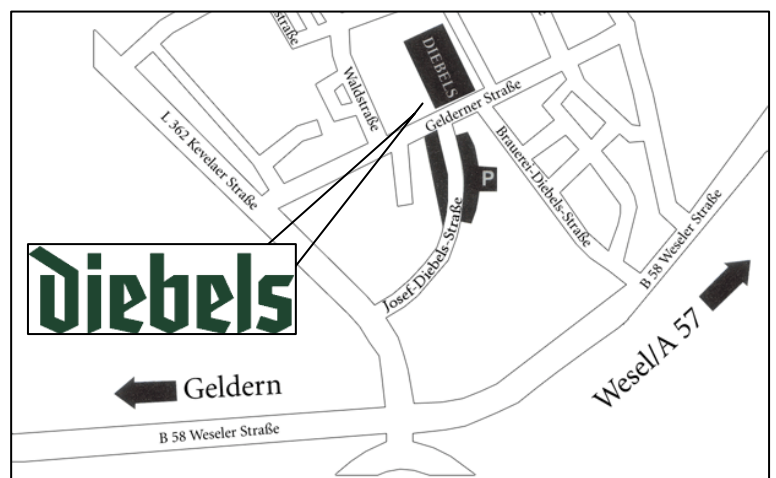 straße
Waldstraße
DIEBELS
Gelderner Straße
L 362 Kevelaer Straße
Brauerei-Diebels-Straße
P
Josef-Diebels-Straße
B 58 Weseler Straße
Diebels
Wesel/A 57
Geldern
B 58 Weseler Straße